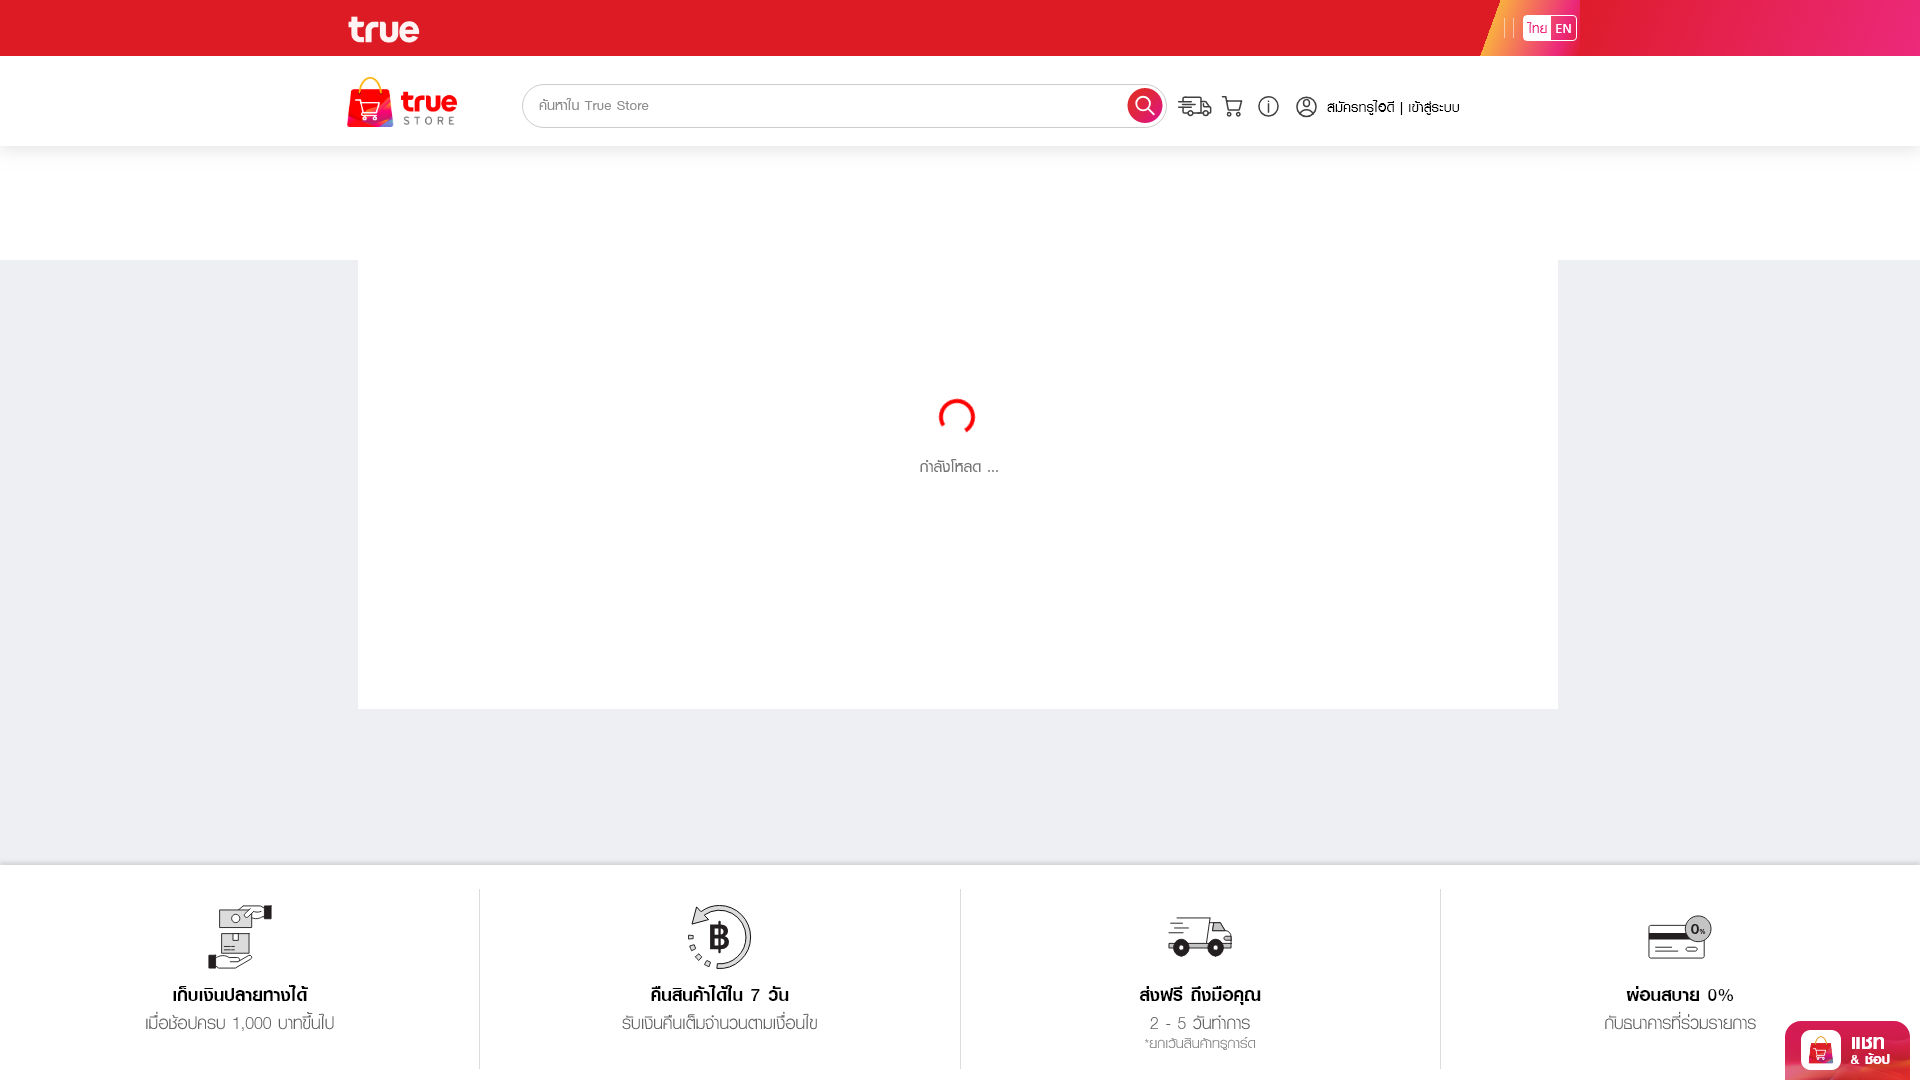 true
ไทย EN
true
STORE
ค้นหาใน True Store
สมัครทรูไอดี | เข้าสู่ระบบ
กำลังโหลด ...
เก็บเงินปลายทางได้
เมื่อช้อปครบ 1,000 บาทขึ้นไป
฿
คืนสินค้าได้ใน 7 วัน
รับเงินคืนเต็มจำนวนตามเงื่อนไข
ส่งฟรี ถึงมือคุณ
2 - 5 วันทำการ
*ยกเว้นสินค้าทรูการ์ด
0%
ผ่อนสบาย 0%
กับธนาคารที่ร่วมรายการ
แชท
& ช้อป